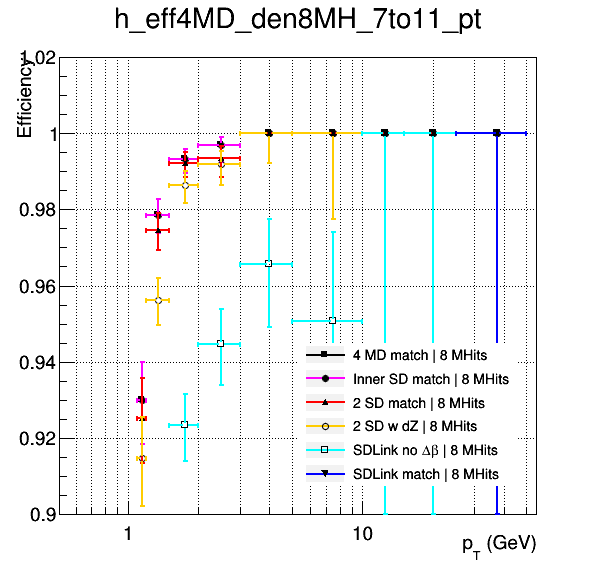 h_eff4MD_den8MH_7to11_pt
Efficiency
1.02
1
0.98
0.96
0.94
0.92
0.9
4 MD match | 8 MHits
Inner SD match | 8 MHits
2 SD match | 8 MHits
2 SD w dZ | 8 MHits
SDLink no Δβ | 8 MHits
SDLink match | 8 MHits
1
10
p_T (GeV)